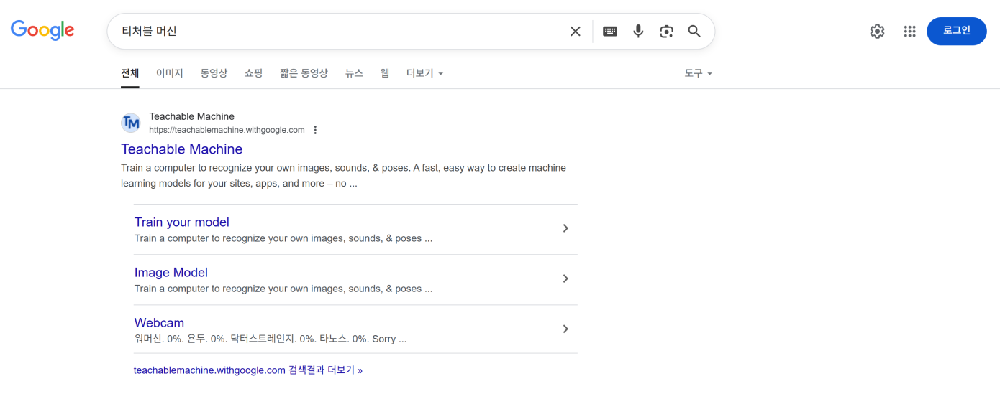 Google
티처블 머신
로그인
전체 이미지 동영상 쇼핑 짧은 동영상 뉴스 웹 더보기 도구
TM
Teachable Machine
https://teachablemachine.withgoogle.com
Teachable Machine
Train a computer to recognize your own images, sounds, & poses. A fast, easy way to create machine
learning models for your sites, apps, and more – no ...
Train your model
Train a computer to recognize your own images, sounds, & poses ...
Image Model
Train a computer to recognize your own images, sounds, & poses ...
Webcam
워머신. 0%. 욘두. 0%. 닥터스트레인지. 0%. 타노스. 0%. Sorry ...
teachablemachine.withgoogle.com 검색결과 더보기 »